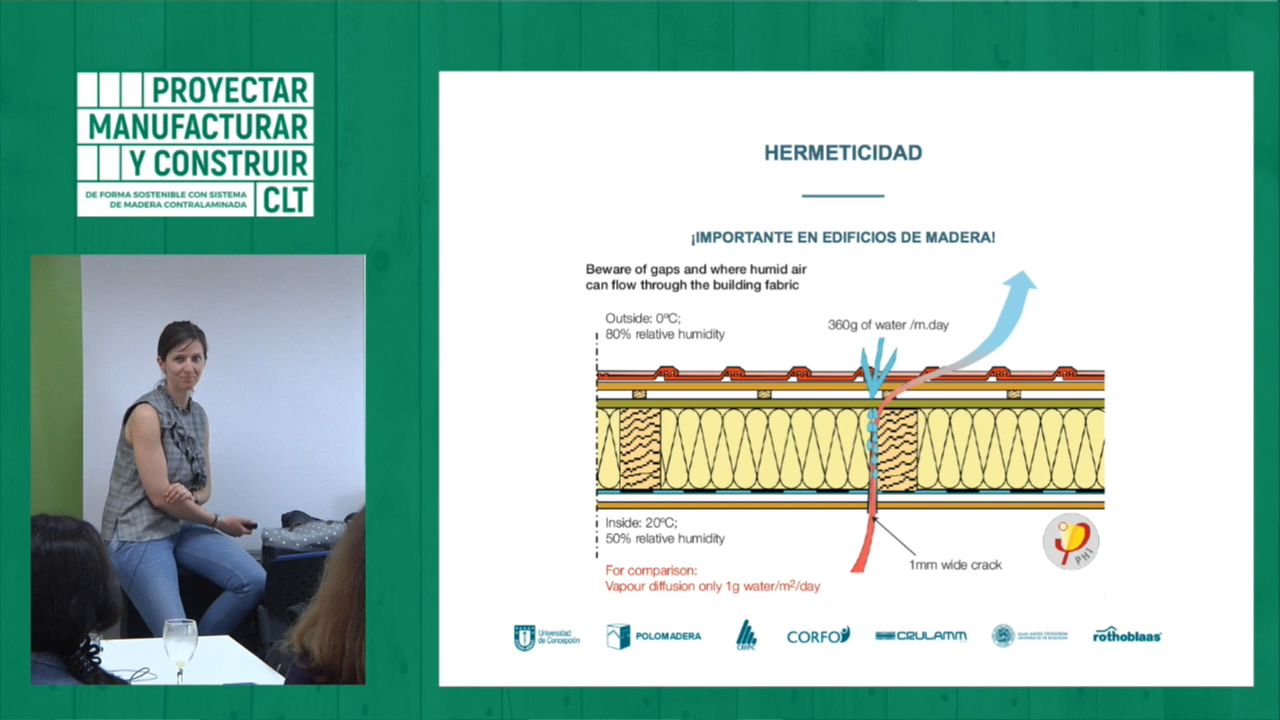 PROYECTAR
MANUFACTURAR
Y CONSTRUIR
DE FORMA SOSTENIBLE CON SISTEMA
DE MADERA CONTRALAMINADA
CLT
HERMETICIDAD
¡IMPORTANTE EN EDIFICIOS DE MADERA!
Beware of gaps and where humid air
can flow through the building fabric
Outside: 0ºC;
80% relative humidity
360g of water /m.day
Inside: 20ºC;
50% relative humidity
1mm wide crack
For comparison:
Vapour diffusion only 1g water/m²/day
PHI
Universidad
de Concepción
POLOMADERA
CMPC
CORFO
CRULAMM
rothoblaas